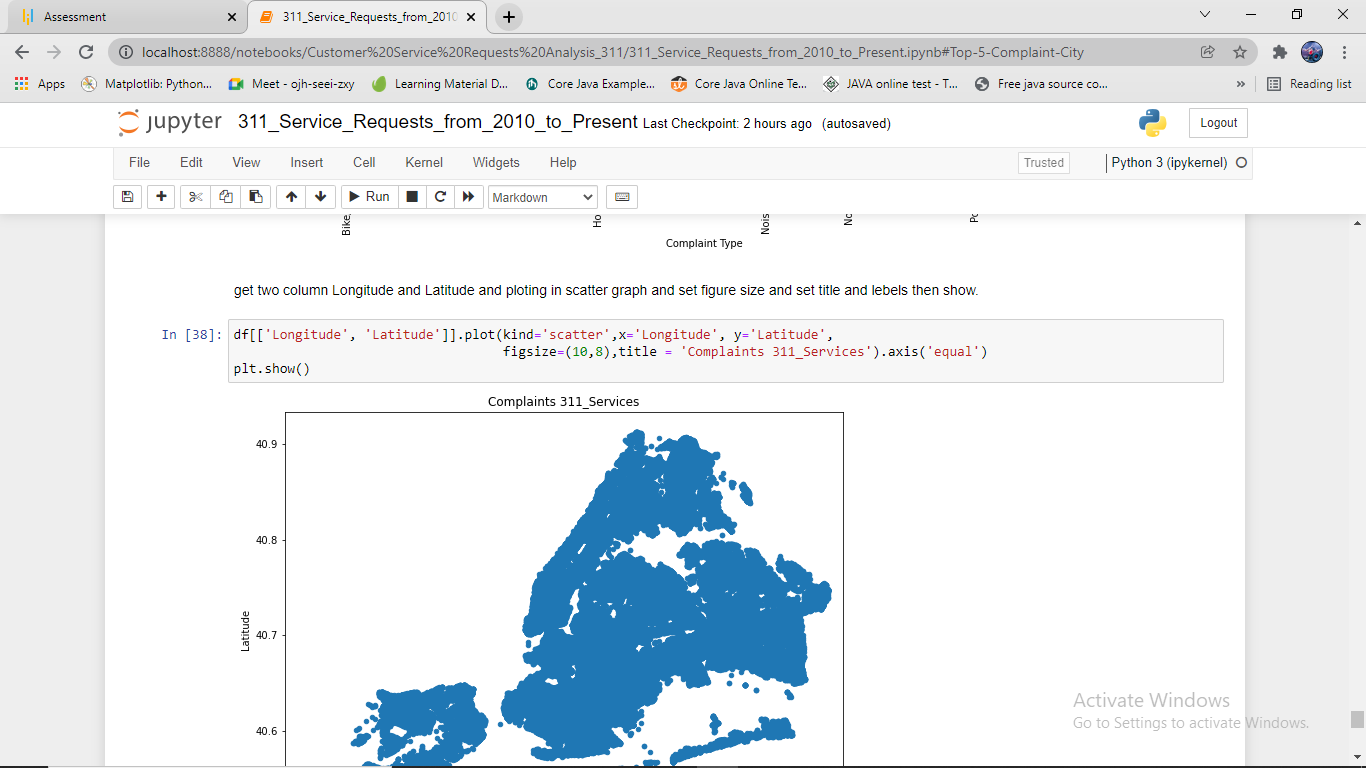 Assessment
311_Service_Requests_from_2010
localhost:8888/notebooks/Customer%20Service%20Requests%20Analysis_311/311_Service_Requests_from_2010_to_Present.ipynb#Top-5-Complaint-City
Apps Matplotlib: Python... Meet - ojh-seei-zxy Learning Material D... Core Java Example... Core Java Online Te... JAVA online test - T... Free java source co... » Reading list
jupyter 311_Service_Requests_from_2010_to_Present Last Checkpoint: 2 hours ago (autosaved) Logout
File Edit View Insert Cell Kernel Widgets Help Trusted Python 3 (ipykernel)
Run Markdown
Bike, Ho Nois No Po
Complaint Type
get two column Longitude and Latitude and ploting in scatter graph and set figure size and set title and lebels then show.
In [38]: df[['Longitude', 'Latitude']].plot(kind='scatter',x='Longitude', y='Latitude',
figsize=(10,8),title = 'Complaints 311_Services').axis('equal')
plt.show()
Complaints 311_Services
40.9
40.8
40.7
40.6
Latitude
Activate Windows
Go to Settings to activate Windows.